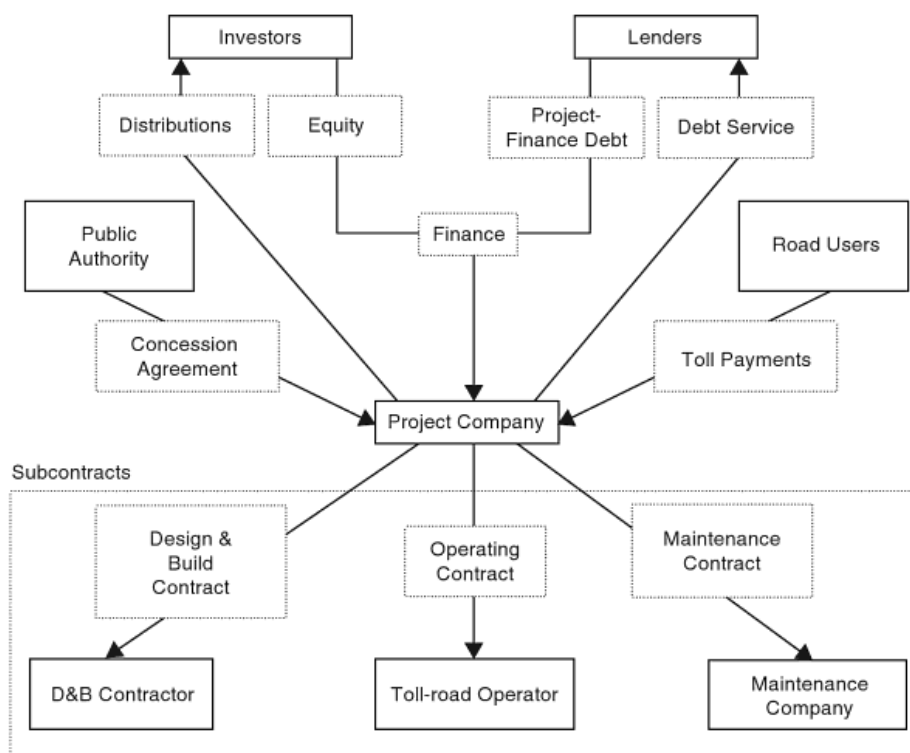 Investors
Lenders
Distributions
Equity
Project-
Finance Debt
Debt Service
Public
Authority
Finance
Road Users
Concession
Agreement
Toll Payments
Project Company
Subcontracts
Design &
Build
Contract
Operating
Contract
Maintenance
Contract
D&B Contractor
Toll-road Operator
Maintenance
Company